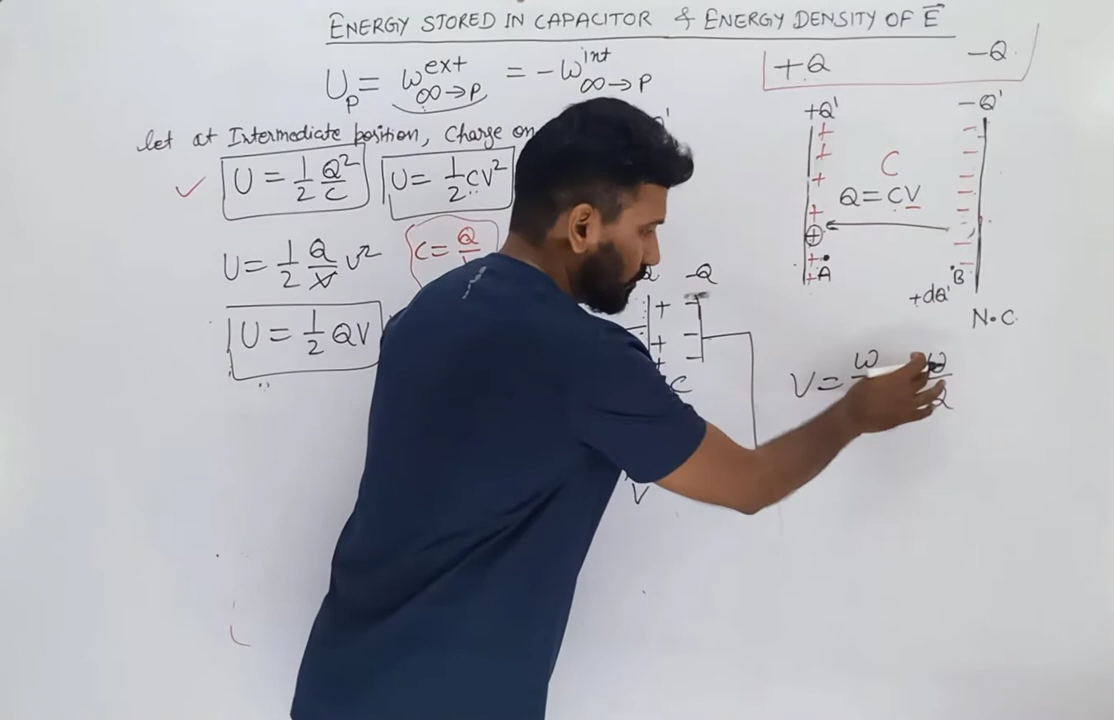 ENERGY STORED IN CAPACITOR & ENERGY DENSITY OF E⃗
U_P = W^ext_∞→P = -W^int_∞→P
+Q -Q
let at Intermediate position, Charge on
U = 1/2 Q²/C
U = 1/2 CV²
U = 1/2 Q/V V²
C = Q
U = 1/2 QV
Q -Q
+ -
+ -
+
C
V
+Q' -Q'
C
Q = CV
A B
+dQ'
N.C.
V = W